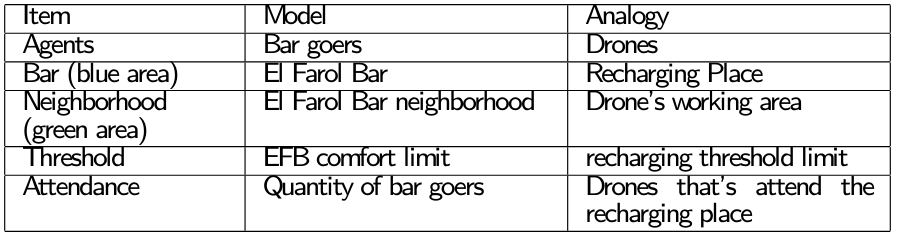 Item Model Analogy
Agents Bar goers Drones
Bar (blue area) El Farol Bar Recharging Place
Neighborhood El Farol Bar neighborhood Drone's working area
(green area)
Threshold EFB comfort limit recharging threshold limit
Attendance Quantity of bar goers Drones that's attend the
recharging place